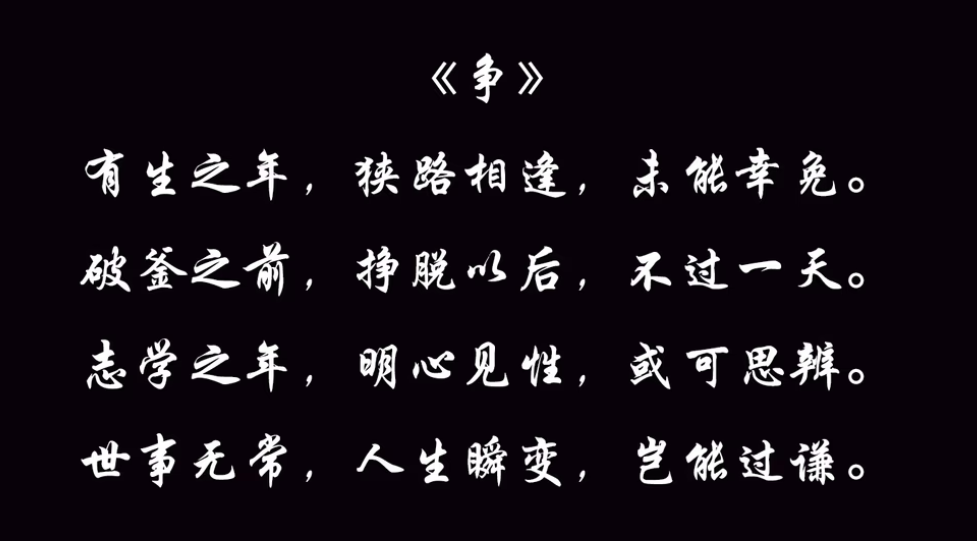 《争》
有生之年，狭路相逢，未能幸免。
破釜之前，挣脱以后，不过一天。
志学之年，明心见性，或可思辨。
世事无常，人生瞬变，岂能过谦。